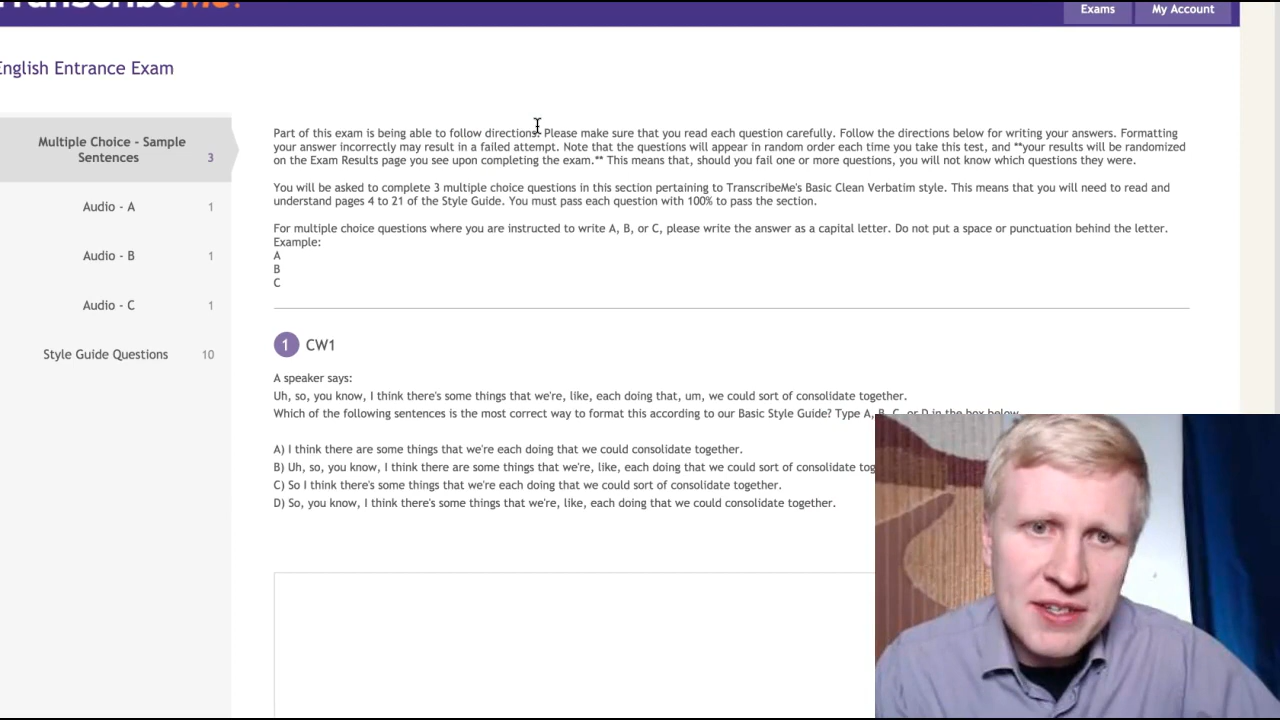 Exams My Account
English Entrance Exam
Multiple Choice - Sample
Sentences 3
Audio - A 1
Audio - B 1
Audio - C 1
Style Guide Questions 10
Part of this exam is being able to follow directions. Please make sure that you read each question carefully. Follow the directions below for writing your answers. Formatting
your answer incorrectly may result in a failed attempt. Note that the questions will appear in random order each time you take this test, and **your results will be randomized
on the Exam Results page you see upon completing the exam.** This means that, should you fail one or more questions, you will not know which questions they were.
You will be asked to complete 3 multiple choice questions in this section pertaining to TranscribeMe's Basic Clean Verbatim style. This means that you will need to read and
understand pages 4 to 21 of the Style Guide. You must pass each question with 100% to pass the section.
For multiple choice questions where you are instructed to write A, B, or C, please write the answer as a capital letter. Do not put a space or punctuation behind the letter.
Example:
A
B
C
1 CW1
A speaker says:
Uh, so, you know, I think there's some things that we're, like, each doing that, um, we could sort of consolidate together.
Which of the following sentences is the most correct way to format this according to our Basic Style Guide? Type A, B, C, or D in the box below.
A) I think there are some things that we're each doing that we could consolidate together.
B) Uh, so, you know, I think there are some things that we're, like, each doing that we could sort of consolidate
C) So I think there's some things that we're each doing that we could sort of consolidate together.
D) So, you know, I think there's some things that we're, like, each doing that we could consolidate together.